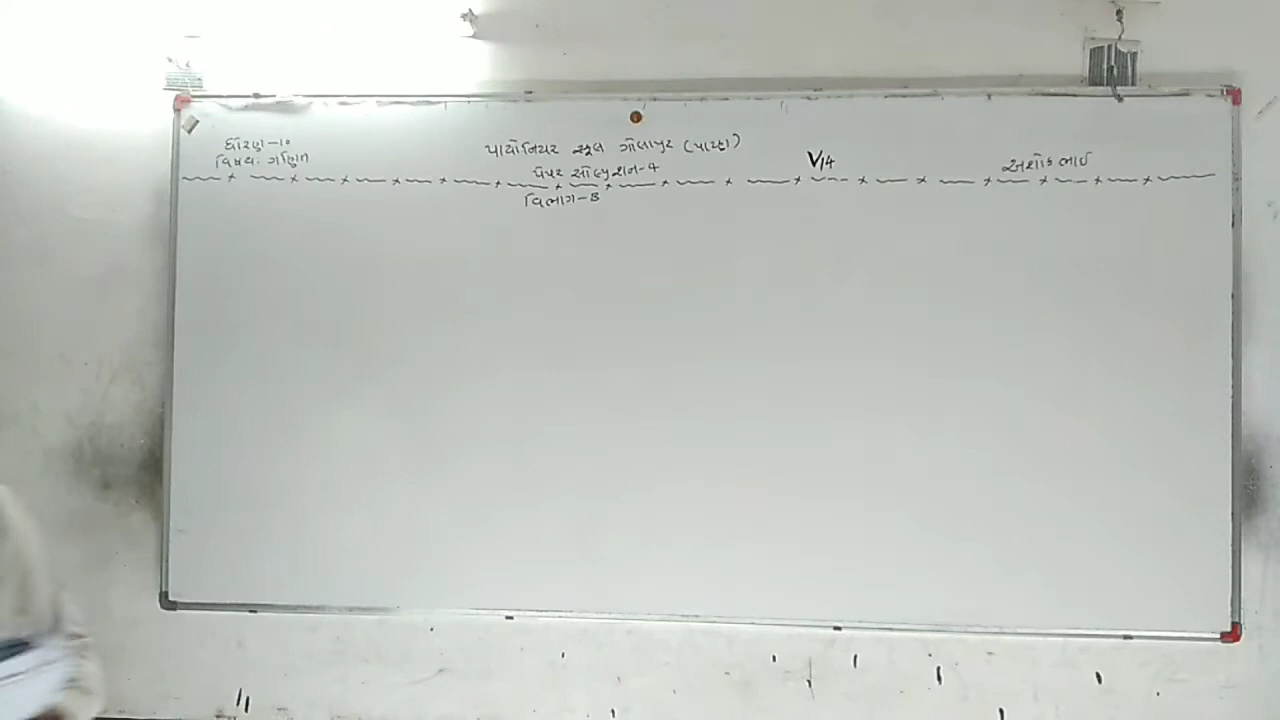 ધોરણ-૧૦
વિષય: ગણિત
પાયોનિયર સ્કૂલ ગોલાપુર (પાટણ)
પેપર સોલ્યુશન-4
V14
અશોકભાઈ
વિભાગ-B